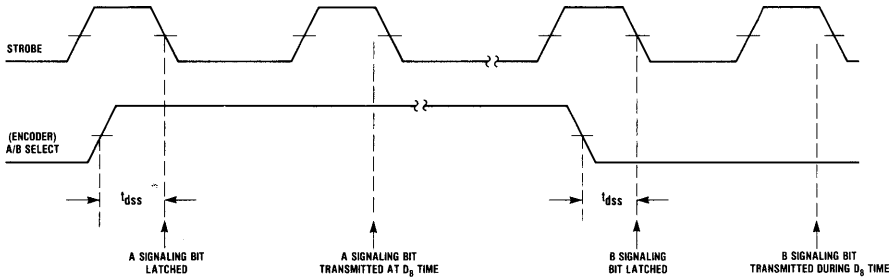 STROBE
(ENCODER)
A/B SELECT
tdss
tdss
A SIGNALING BIT
LATCHED
A SIGNALING BIT
TRANSMITTED AT D8 TIME
B SIGNALING
BIT LATCHED
B SIGNALING BIT
TRANSMITTED DURING D8 TIME